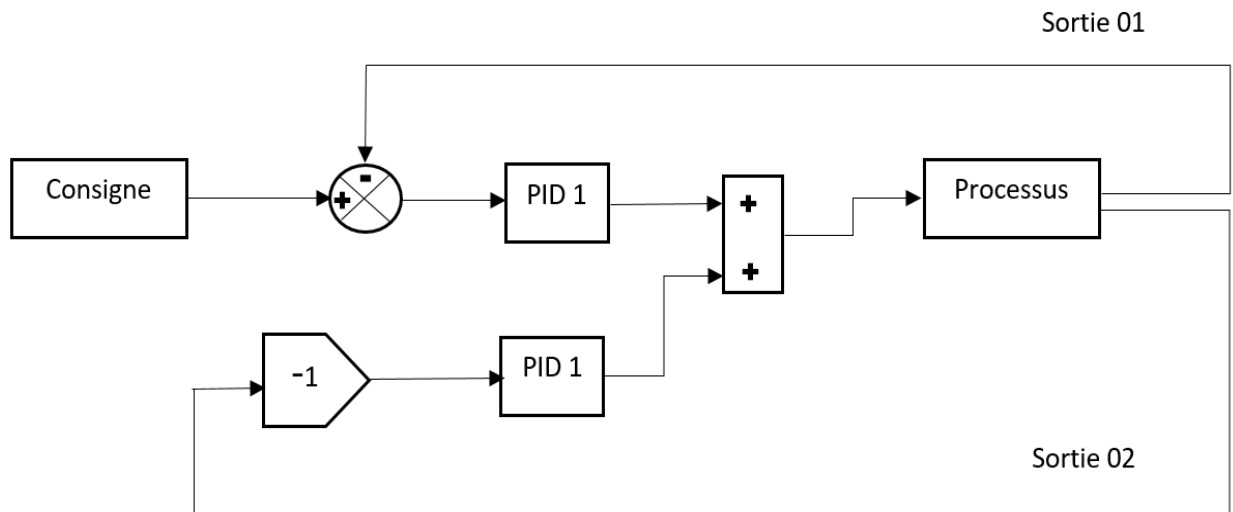 Sortie 01
-
Consigne
+
PID 1
+
Processus
+
-1
PID 1
Sortie 02